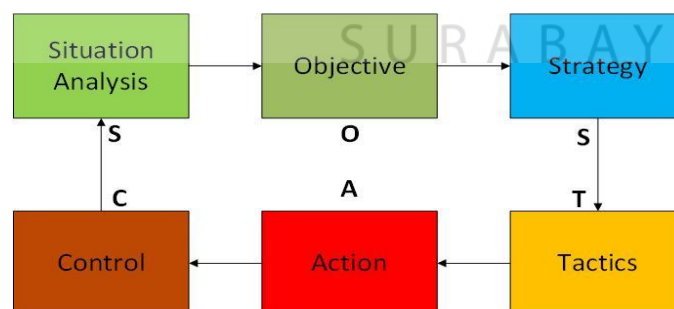 SURABAY
Situation
Analysis
Objective
Strategy
S
O
S
C
A
T
Control
Action
Tactics